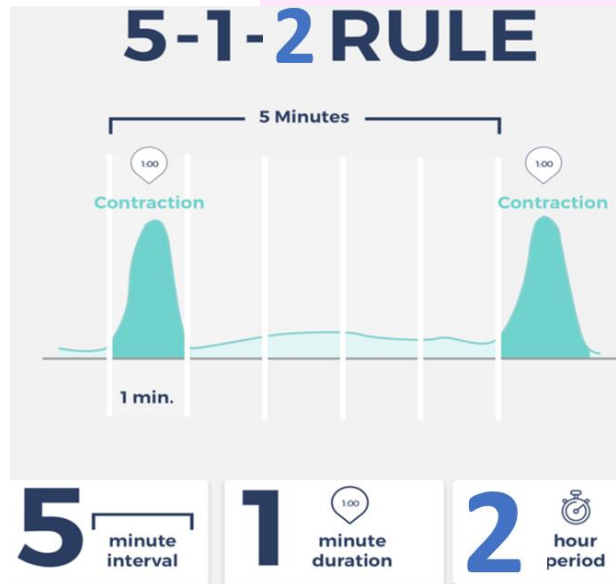 5-1-2 RULE
5 Minutes
1:00
1:00
Contraction
Contraction
1 min.
5
minute
interval
1
1:00
minute
duration
2
hour
period